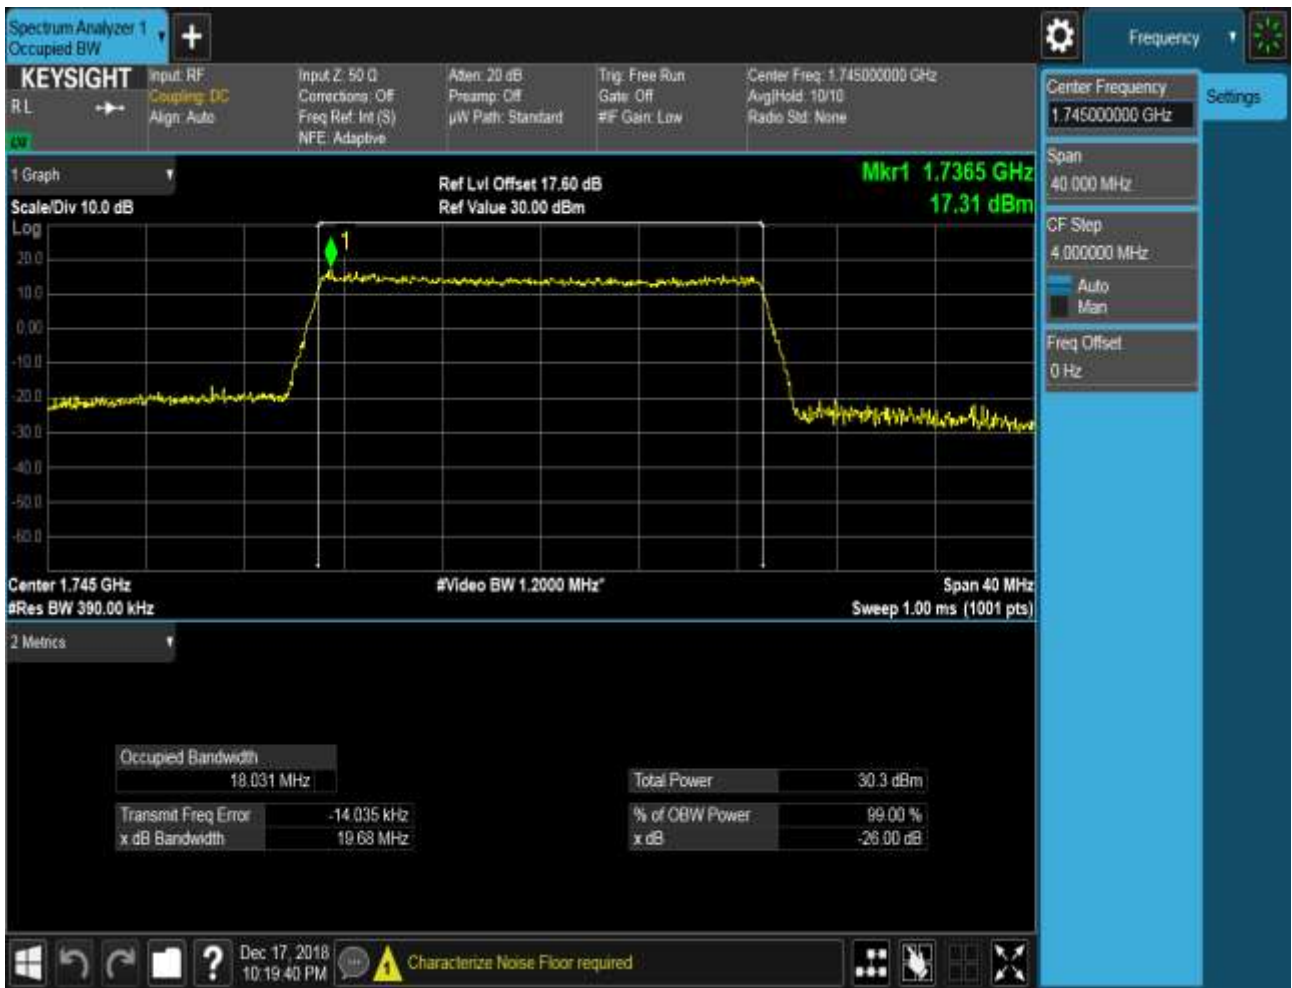 Spectrum Analyzer 1
Occupied BW
Frequency
KEYSIGHT
R L
Input: RF
Coupling: DC
Align: Auto
Input Z: 50 Ω
Corrections: Off
Freq Ref: Int (S)
NFE: Adaptive
Atten: 20 dB
Preamp: Off
µW Path: Standard
Trig: Free Run
Gate: Off
#IF Gain: Low
Center Freq: 1.745000000 GHz
Avg|Hold: 10/10
Radio Std: None
Center Frequency
1.745000000 GHz
Settings
Span
40.000 MHz
CF Step
4.000000 MHz
Auto
Man
Freq Offset
0 Hz
1 Graph
Scale/Div 10.0 dB
Ref Lvl Offset 17.60 dB
Ref Value 30.00 dBm
Mkr1 1.7365 GHz
17.31 dBm
Log
1
20.0
10.0
0.00
-10.0
-20.0
-30.0
-40.0
-50.0
-60.0
Center 1.745 GHz
#Video BW 1.2000 MHz*
Span 40 MHz
#Res BW 390.00 kHz
Sweep 1.00 ms (1001 pts)
2 Metrics
Occupied Bandwidth
18.031 MHz
Total Power 30.3 dBm
Transmit Freq Error -14.035 kHz
% of OBW Power 99.00 %
x dB Bandwidth 19.68 MHz
x dB -26.00 dB
Dec 17, 2018
10:19:40 PM
1
Characterize Noise Floor required